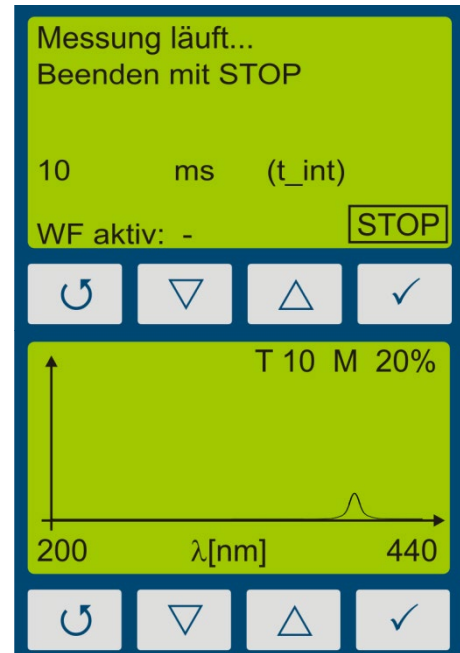 Messung läuft...
Beenden mit STOP
10 ms (t_int)
WF aktiv: - STOP
T 10 M 20%
200 λ[nm] 440